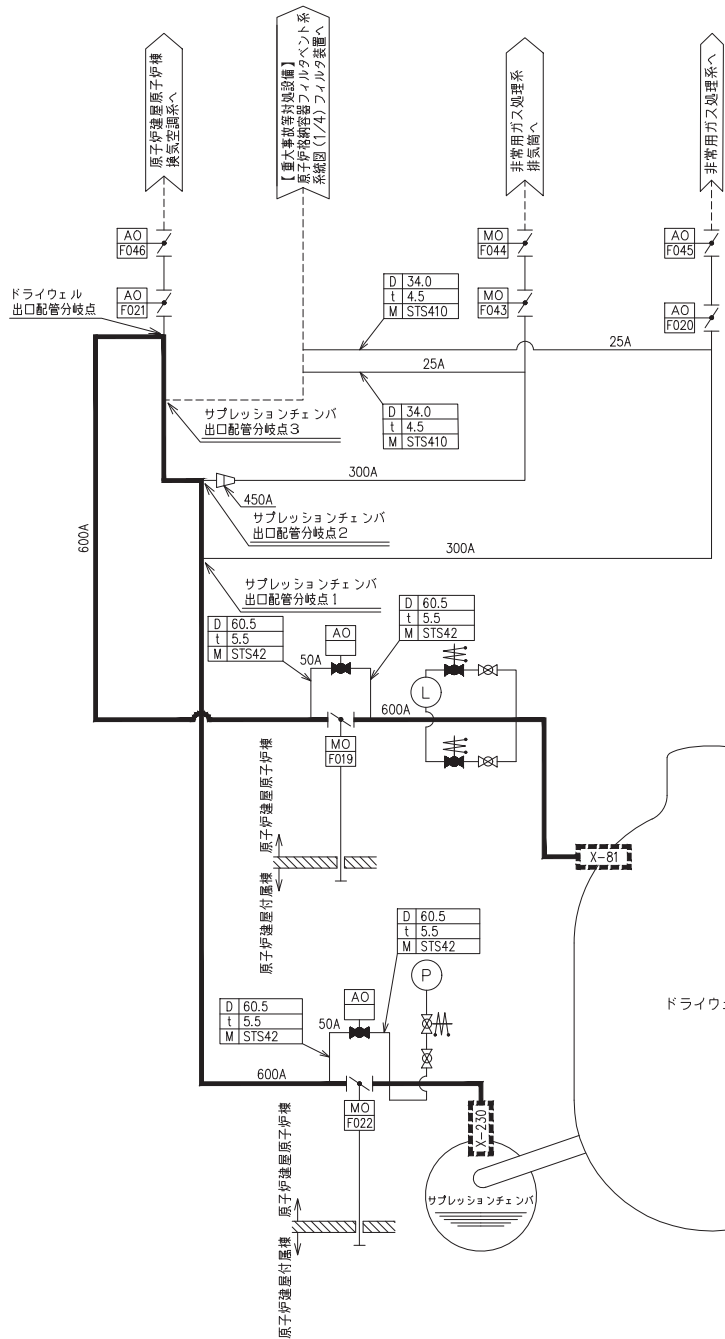 原子炉建屋原子炉棟
換気空調系へ
【重大事故等対処設備】
原子炉格納容器フィルタベント系
系統図(1/4)フィルタ装置へ
非常用ガス処理系
排気筒へ
非常用ガス処理系へ
AO
F046
MO
F044
AO
F045
AO
F021
MO
F043
AO
F020
ドライウェル
出口配管分岐点
D 34.0
t 4.5
M STS410
25A
25A
D 34.0
t 4.5
M STS410
サプレッションチェンバ
出口配管分岐点3
300A
450A
サプレッションチェンバ
出口配管分岐点2
600A
300A
サプレッションチェンバ
出口配管分岐点1
D 60.5
t 5.5
M STS42
AO
50A
D 60.5
t 5.5
M STS42
L
600A
MO
F019
原子炉建屋原子炉棟
原子炉建屋付属棟
X-81
ドライウェ
D 60.5
t 5.5
M STS42
P
D 60.5
t 5.5
M STS42
AO
50A
600A
MO
F022
X-230
サプレッションチェンバ
原子炉建屋原子炉棟
原子炉建屋付属棟